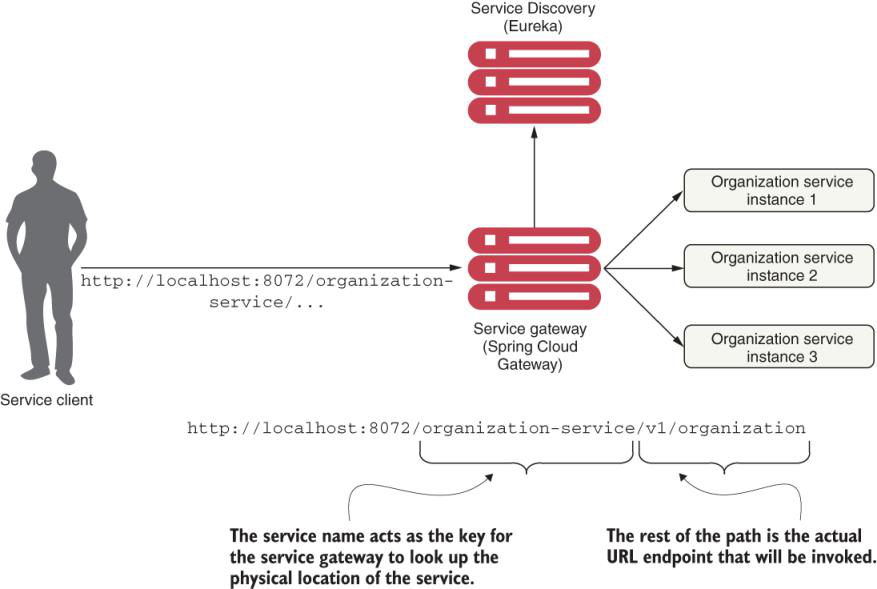 Service Discovery
(Eureka)
Organization service
instance 1
http://localhost:8072/organization-
service/...
Organization service
instance 2
Service gateway
(Spring Cloud
Gateway)
Organization service
instance 3
Service client
http://localhost:8072/organization-service/v1/organization
The service name acts as the key for
the service gateway to look up the
physical location of the service.
The rest of the path is the actual
URL endpoint that will be invoked.